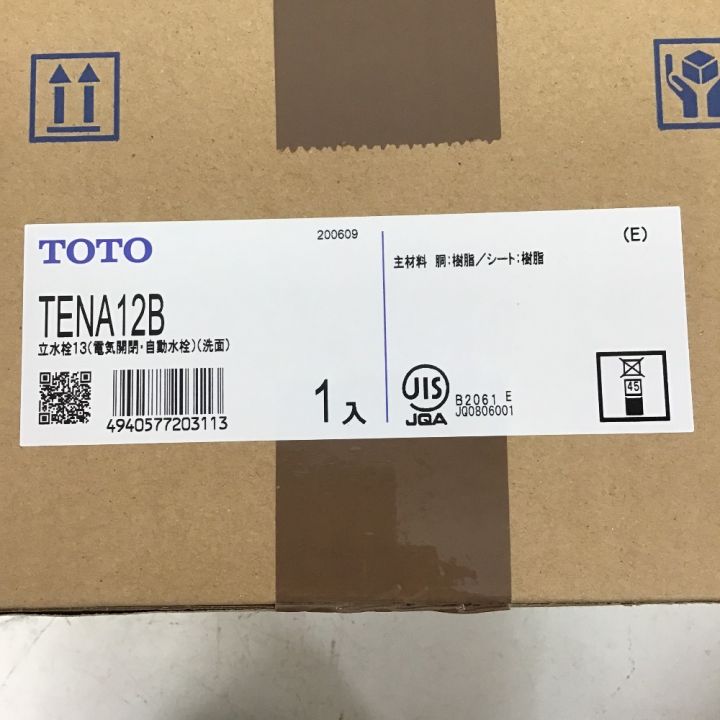 TOTO
200609
TENA12B
立水栓13(電気開閉・自動水栓)(洗面)
4940577203113
1入
主材料 胴:樹脂/シート:樹脂
(E)
JIS
JQA
B2061 E
JQ0806001
45